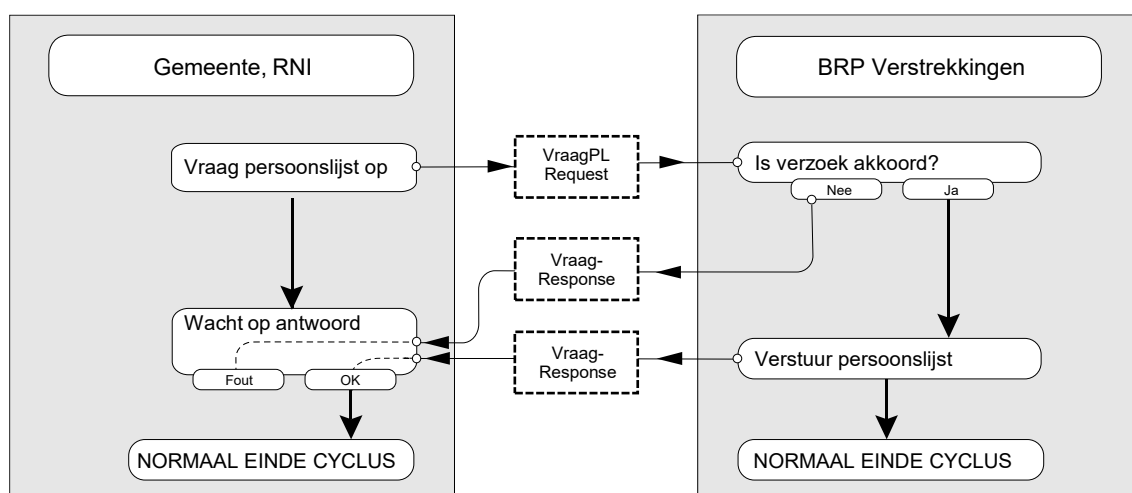 Gemeente, RNI
BRP Verstrekkingen
Vraag persoonslijst op
VraagPL
Request
Is verzoek akkoord?
Nee
Ja
Vraag-
Response
Wacht op antwoord
Fout
OK
Vraag-
Response
Verstuur persoonslijst
NORMAAL EINDE CYCLUS
NORMAAL EINDE CYCLUS